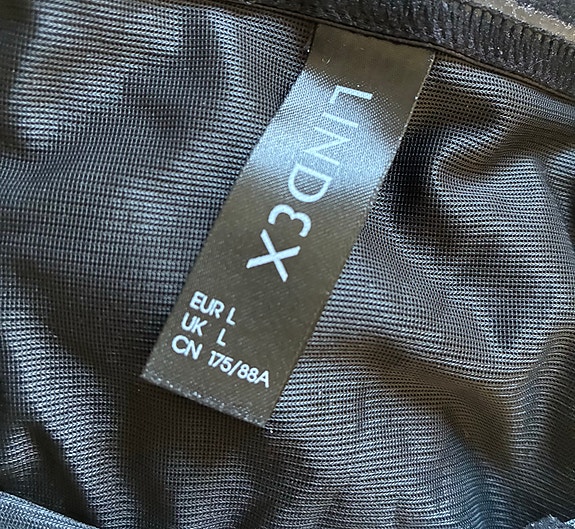 LINDEX
EUR L
UK L
CN 175/88A